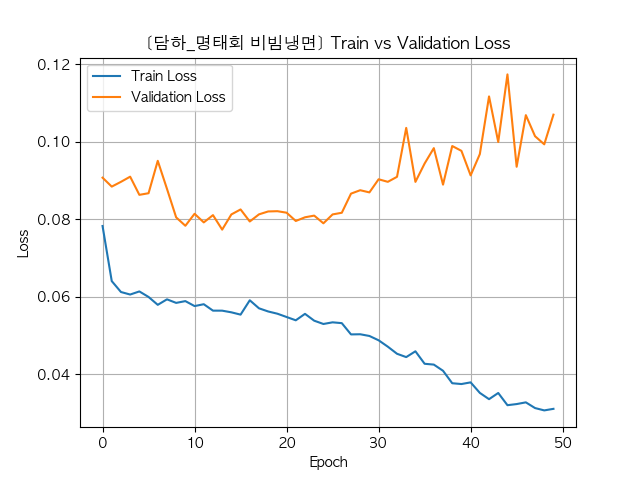 [담하_명태회 비빔냉면] Train vs Validation Loss
Train Loss
Validation Loss
0.12
0.10
0.08
0.06
0.04
Loss
0
10
20
30
40
50
Epoch